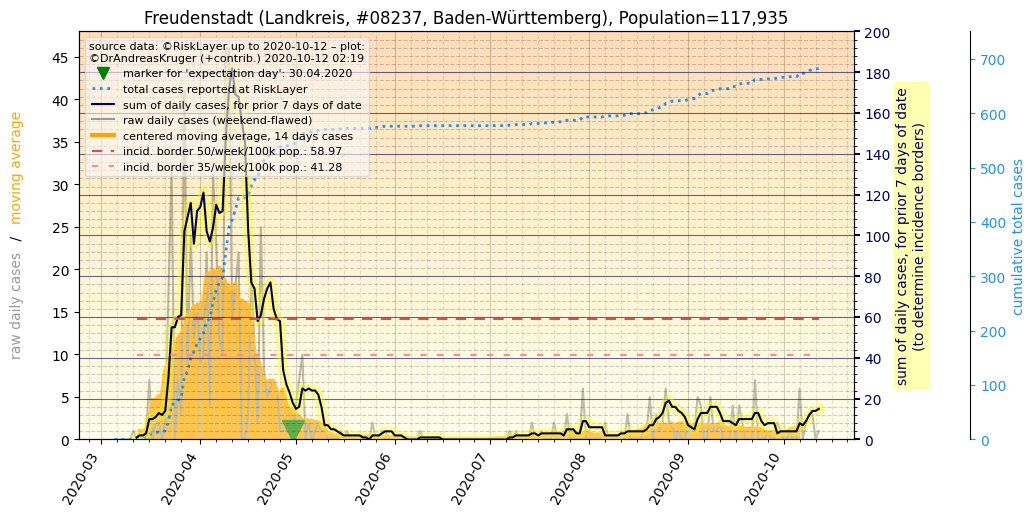 Freudenstadt (Landkreis, #08237, Baden-Württemberg), Population=117,935
source data: ©RiskLayer up to 2020-10-12 – plot:
©DrAndreasKruger (+contrib.) 2020-10-12 02:19
marker for 'expectation day': 30.04.2020
total cases reported at RiskLayer
sum of daily cases, for prior 7 days of date
raw daily cases (weekend-flawed)
centered moving average, 14 days cases
incid. border 50/week/100k pop.: 58.97
incid. border 35/week/100k pop.: 41.28
raw daily cases / moving average
45
40
35
30
25
20
15
10
5
0
2020-03
2020-04
2020-05
2020-06
2020-07
2020-08
2020-09
2020-10
200
180
160
140
120
100
80
60
40
20
0
sum of daily cases, for prior 7 days of date
(to determine incidence borders)
700
600
500
400
300
200
100
0
cumulative total cases